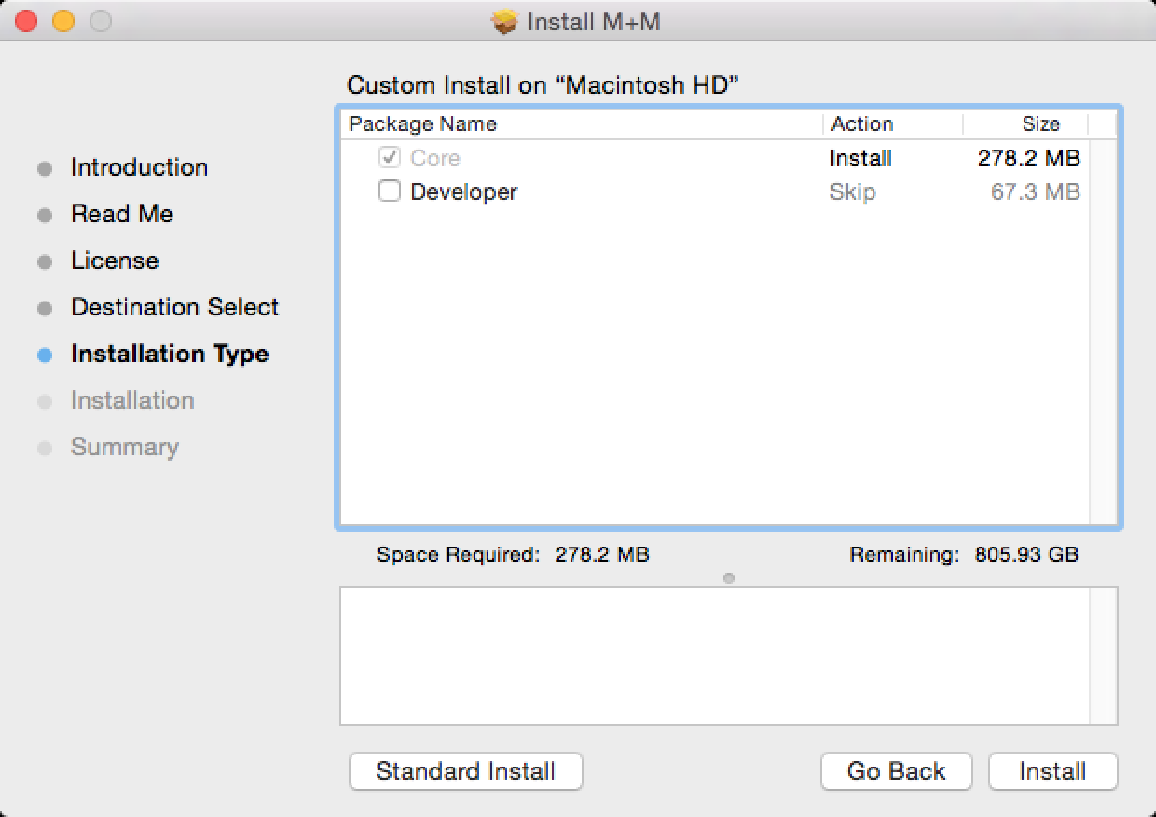 Install M+M
Custom Install on “Macintosh HD”
Introduction
Read Me
License
Destination Select
Installation Type
Installation
Summary
Package Name Action Size
Core Install 278.2 MB
Developer Skip 67.3 MB
Space Required: 278.2 MB Remaining: 805.93 GB
Standard Install Go Back Install